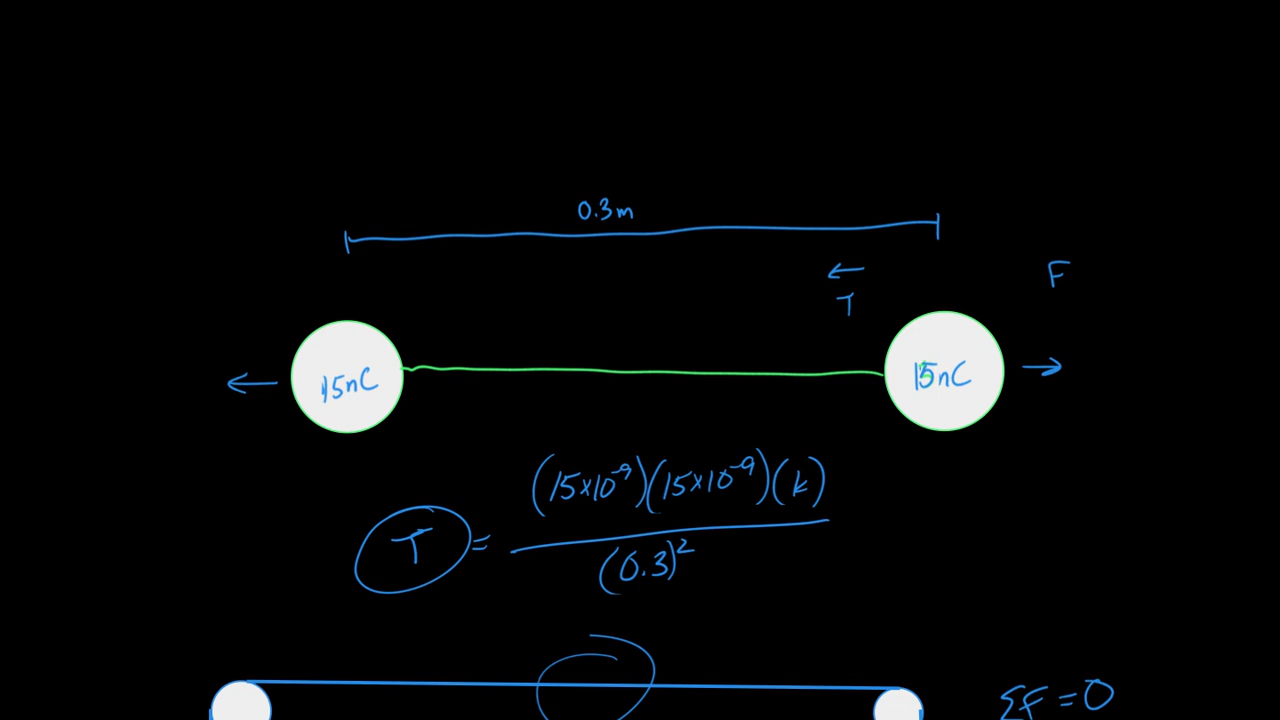 0.3m
T
F
15nC
15nC
T = (15×10⁻⁹)(15×10⁻⁹)(k)
(0.3)²
ΣF = 0